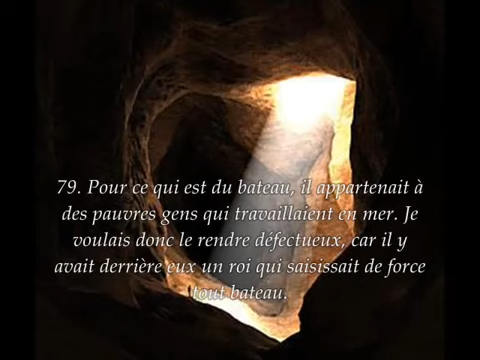 79. Pour ce qui est du bateau, il appartenait à
des pauvres gens qui travaillaient en mer. Je
voulais donc le rendre défectueux, car il y
avait derrière eux un roi qui saisissait de force
tout bateau.